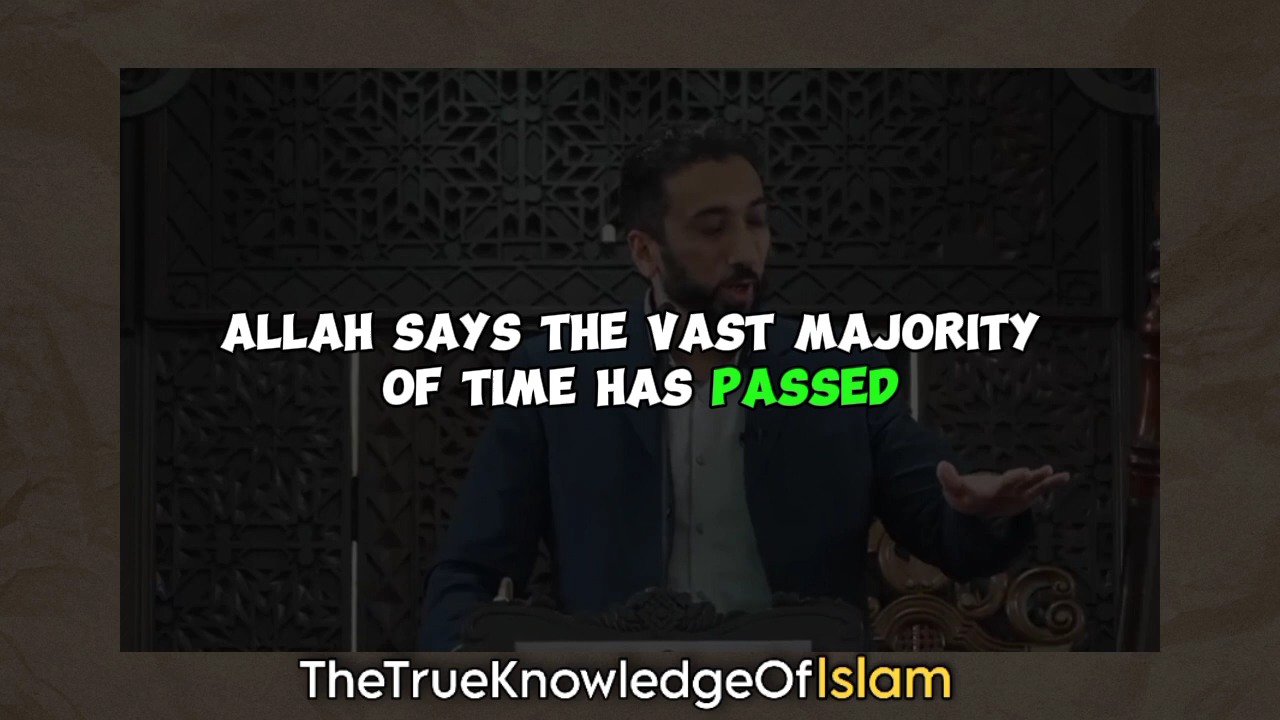 ALLAH SAYS THE VAST MAJORITY
OF TIME HAS PASSED
TheTrueKnowledgeOfIslam